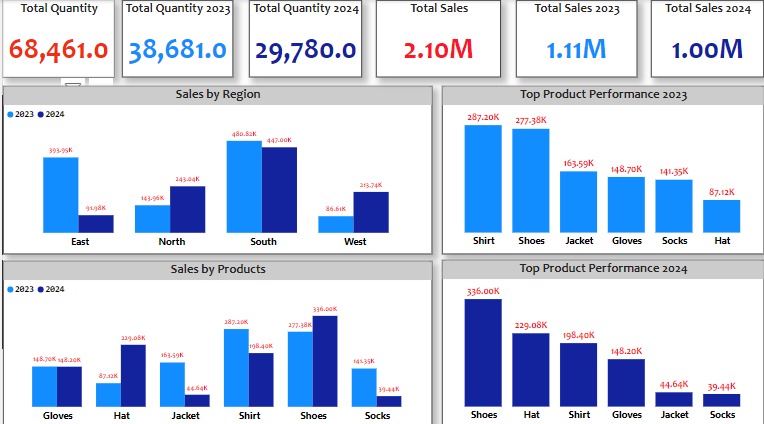 Total Quantity
68,461.0
Total Quantity 2023
38,681.0
Total Quantity 2024
29,780.0
Total Sales
2.10M
Total Sales 2023
1.11M
Total Sales 2024
1.00M
Sales by Region
2023 2024
393.95K
91.98K
143.96K
243.04K
480.82K
447.00K
86.61K
213.74K
East North South West
Top Product Performance 2023
287.20K
277.38K
163.59K
148.70K
141.35K
87.12K
Shirt Shoes Jacket Gloves Socks Hat
Sales by Products
2023 2024
148.70K
148.20K
87.12K
229.08K
163.59K
44.64K
287.20K
198.40K
277.38K
336.00K
141.35K
39.44K
Gloves Hat Jacket Shirt Shoes Socks
Top Product Performance 2024
336.00K
229.08K
198.40K
148.20K
44.64K
39.44K
Shoes Hat Shirt Gloves Jacket Socks